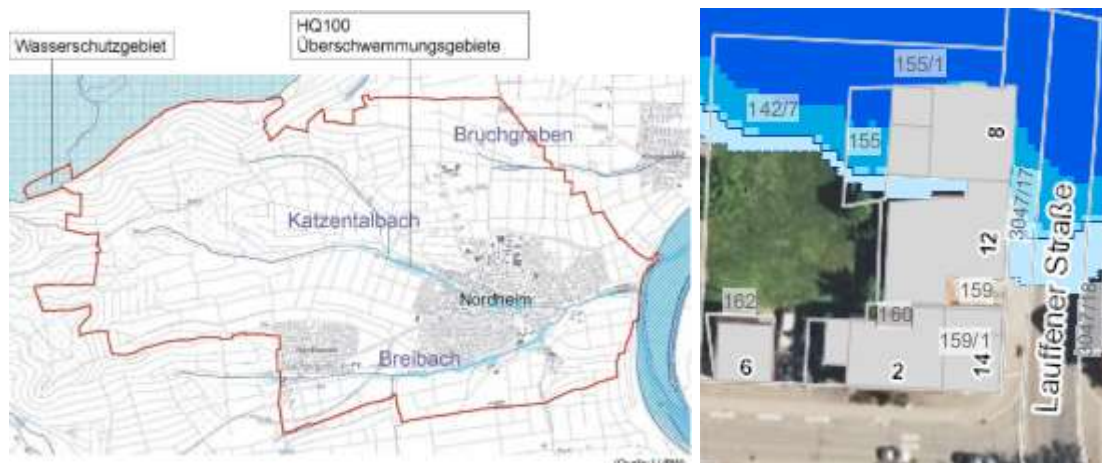 HQ100
Überschwemmungsgebiete
Wasserschutzgebiet
Bruchgraben
Katzentalbach
Nordheim
Breibach
155/1
142/7
155
8
3047/17
12
Lauffener Straße
159
3047/18
162
160
159/1
6
2
14